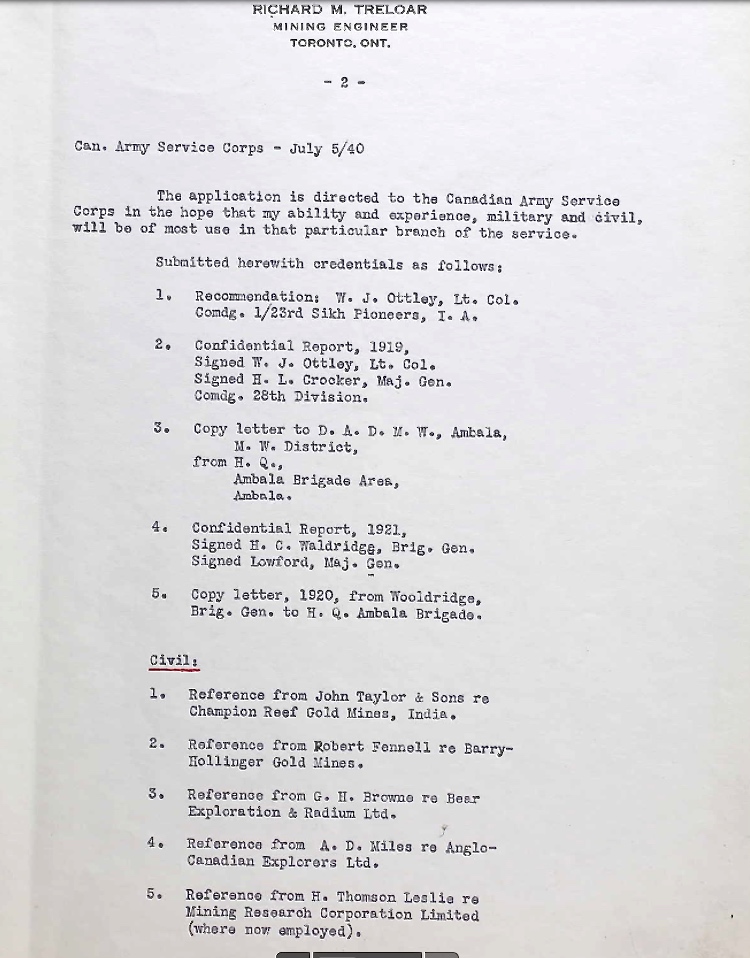 RICHARD M. TRELOAR
MINING ENGINEER
TORONTO, ONT.
- 2 -
Can. Army Service Corps - July 5/40
The application is directed to the Canadian Army Service
Corps in the hope that my ability and experience, military and civil,
will be of most use in that particular branch of the service.
Submitted herewith credentials as follows:
1. Recommendation: W. J. Ottley, Lt. Col.
Comdg. 1/23rd Sikh Pioneers, I. A.
2. Confidential Report, 1919,
Signed W. J. Ottley, Lt. Col.
Signed H. L. Crocker, Maj. Gen.
Comdg. 28th Division.
3. Copy letter to D. A. D. M. W., Ambala,
M. W. District,
from H. Q.,
Ambala Brigade Area,
Ambala.
4. Confidential Report, 1921,
Signed H. C. Waldridge, Brig. Gen.
Signed Lowford, Maj. Gen.
5. Copy letter, 1920, from Wooldridge,
Brig. Gen. to H. Q. Ambala Brigade.
Civil:
1. Reference from John Taylor & Sons re
Champion Reef Gold Mines, India.
2. Reference from Robert Fennell re Barry-
Hollinger Gold Mines.
3. Reference from G. H. Browne re Bear
Exploration & Radium Ltd.
4. Reference from A. D. Miles re Anglo-
Canadian Explorers Ltd.
5. Reference from H. Thomson Leslie re
Mining Research Corporation Limited
(where now employed).